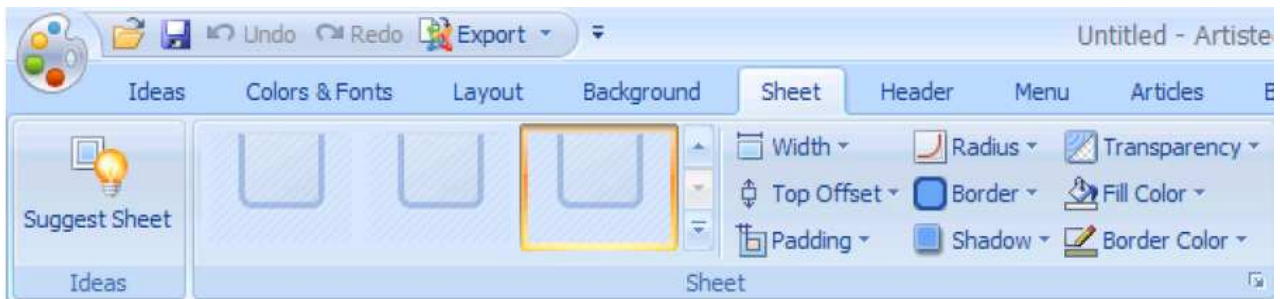 Undo Redo Export Untitled - Artiste
Ideas Colors & Fonts Layout Background Sheet Header Menu Articles
Width Radius Transparency
Top Offset Border Fill Color
Suggest Sheet
Padding Shadow Border Color
Ideas Sheet